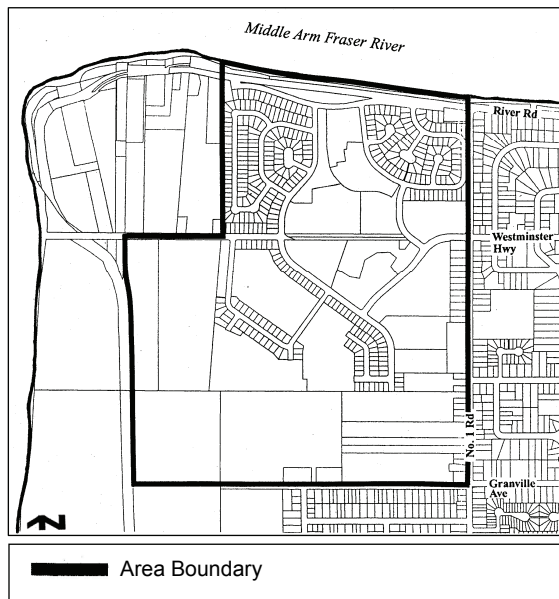 Middle Arm Fraser River
River Rd
Westminster
Hwy
No. 1 Rd
Granville
Ave
N
Area Boundary